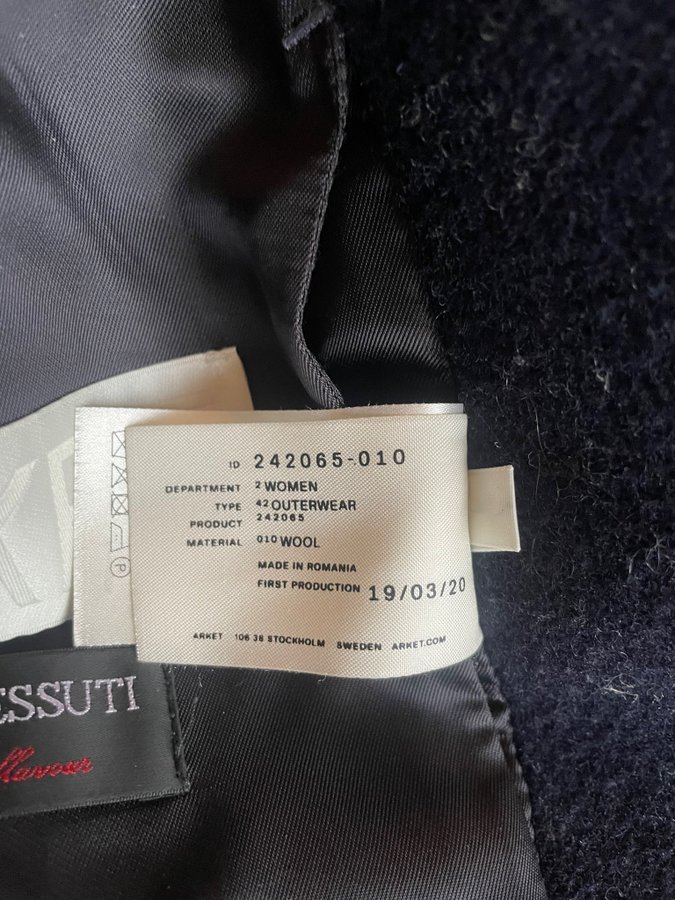 ID 242065-010
DEPARTMENT 2 WOMEN
TYPE 42 OUTERWEAR
PRODUCT 242065
MATERIAL 010 WOOL
MADE IN ROMANIA
FIRST PRODUCTION 19/03/20
ARKET 106 38 STOCKHOLM SWEDEN ARKET.COM
P
ESSUTI
flavour